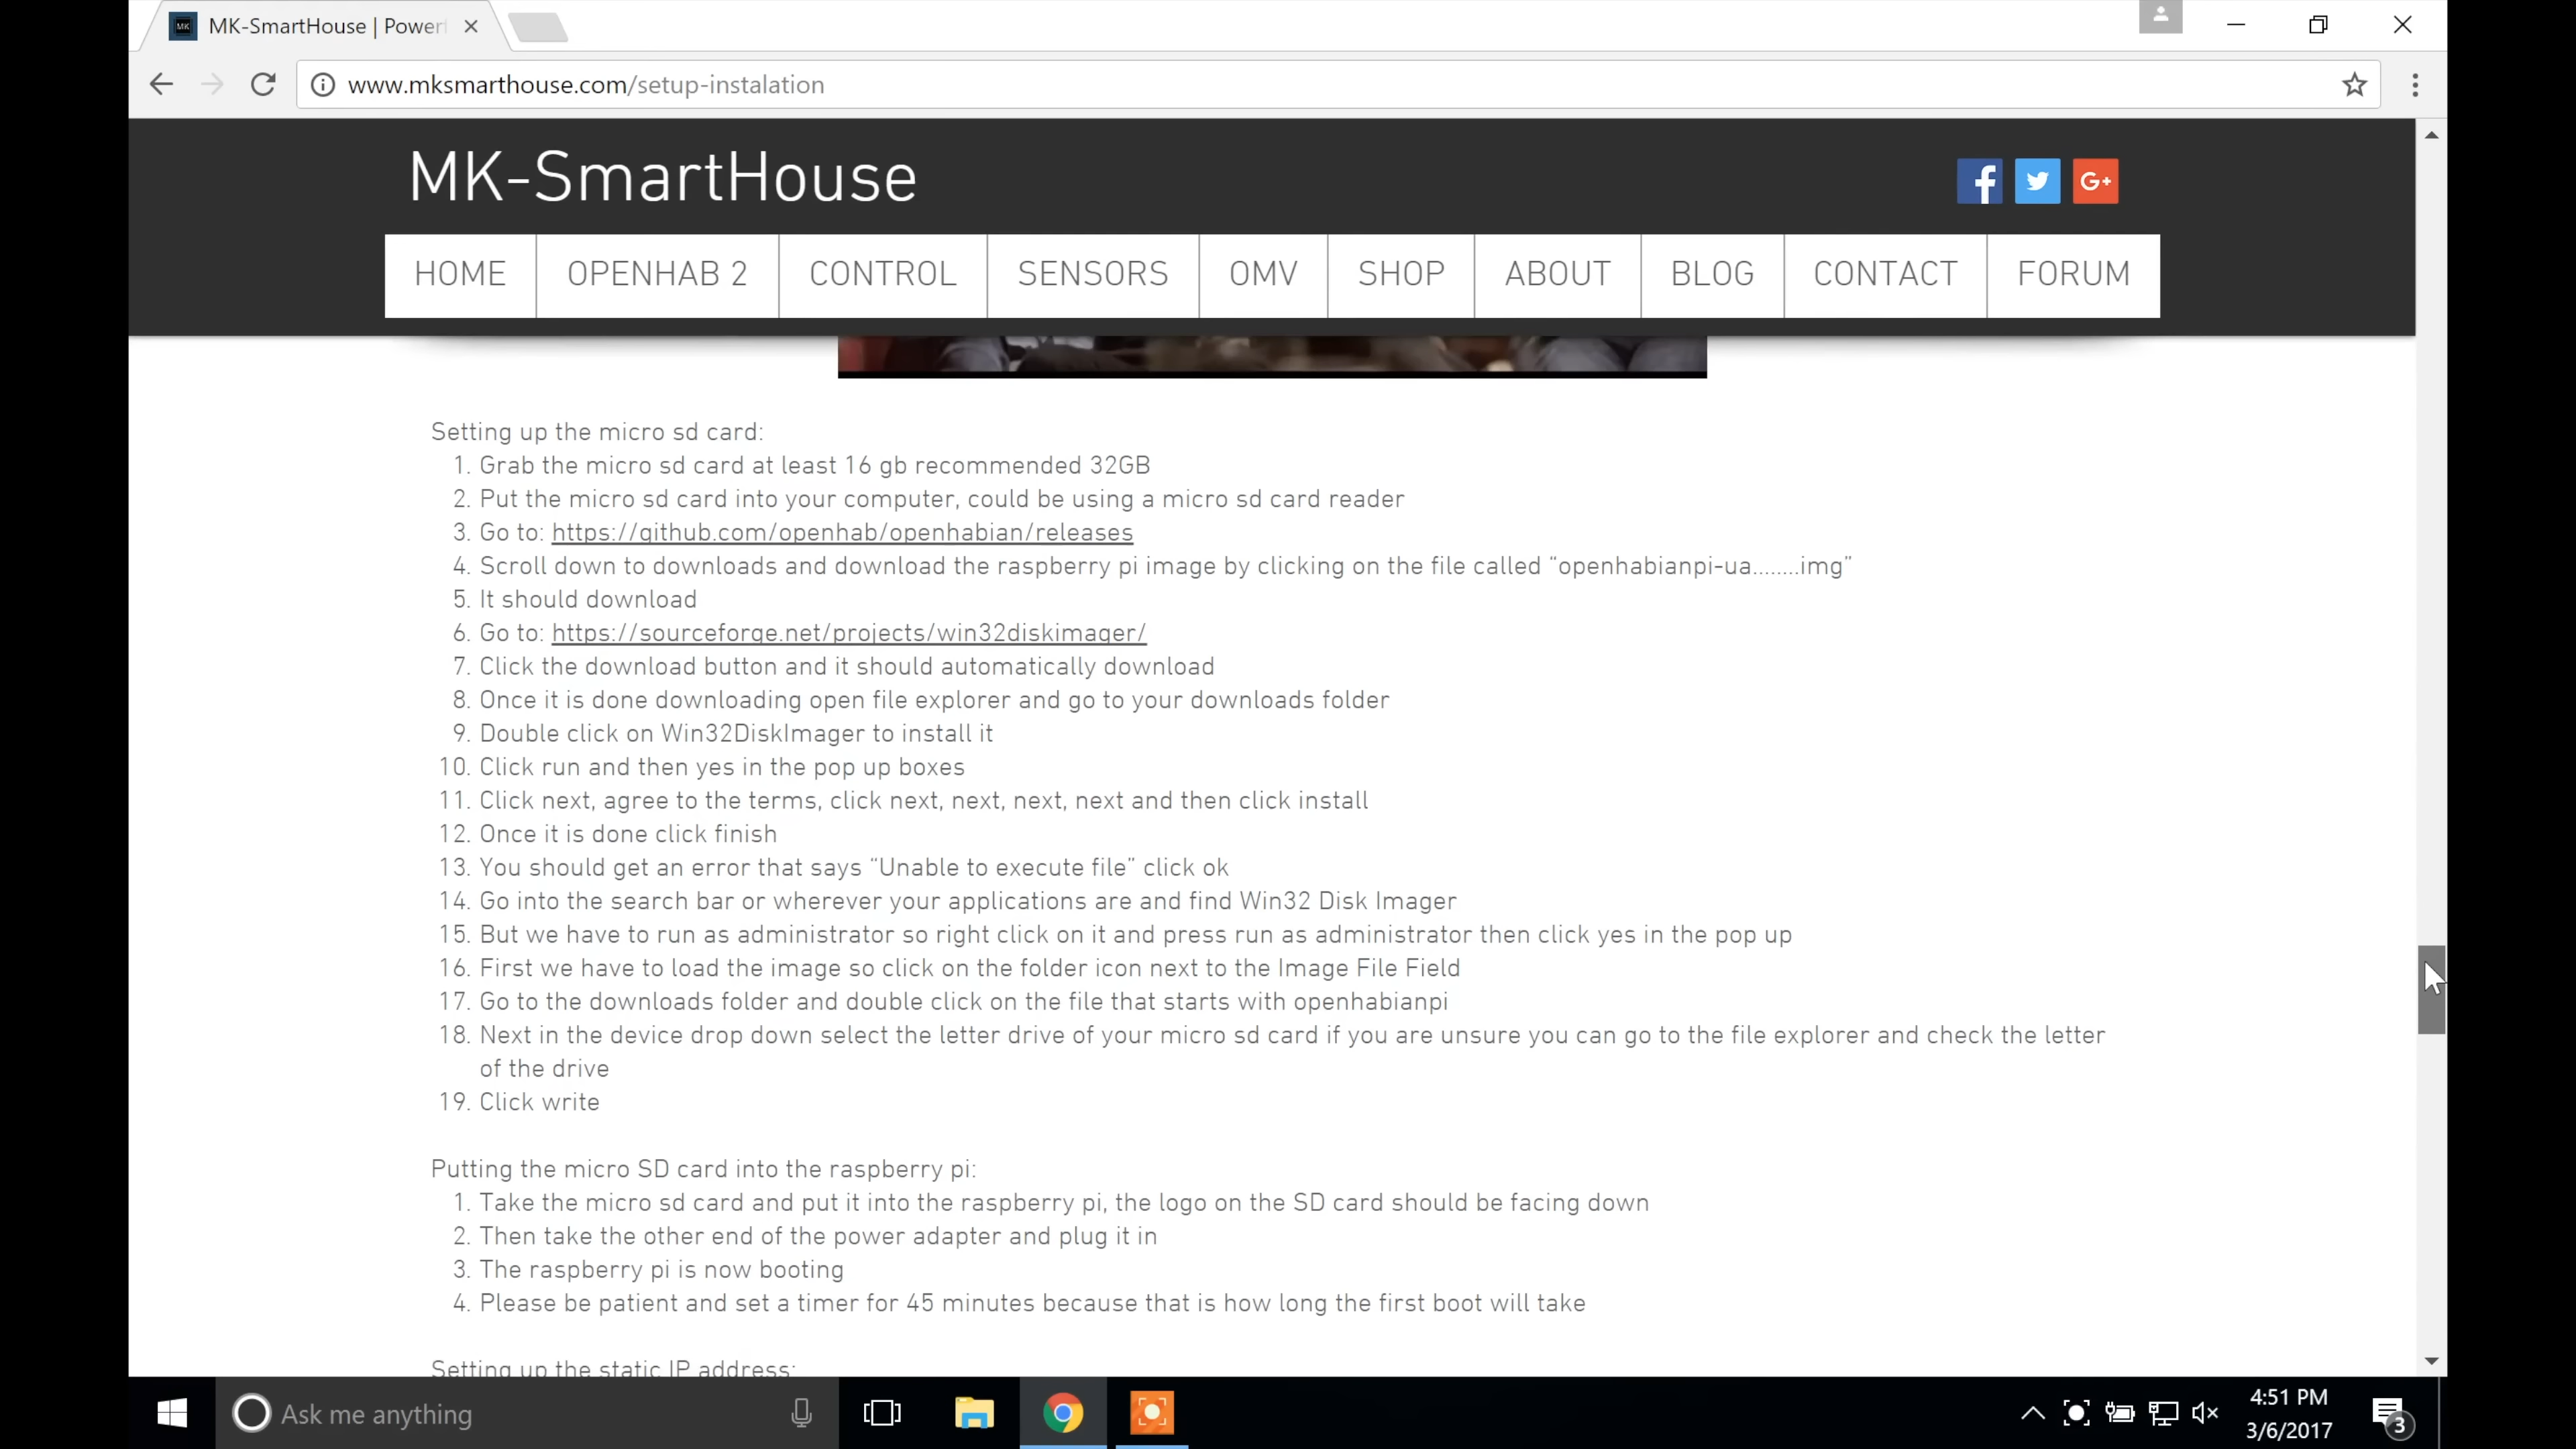 MK
MK-SmartHouse | Power
www.mksmarthouse.com/setup-instalation
MK-SmartHouse
f
G+
HOME
OPENHAB 2
CONTROL
SENSORS
OMV
SHOP
ABOUT
BLOG
CONTACT
FORUM
Setting up the micro sd card:
1. Grab the micro sd card at least 16 gb recommended 32GB
2. Put the micro sd card into your computer, could be using a micro sd card reader
3. Go to: https://github.com/openhab/openhabian/releases
4. Scroll down to downloads and download the raspberry pi image by clicking on the file called “openhabianpi-ua........img”
5. It should download
6. Go to: https://sourceforge.net/projects/win32diskimager/
7. Click the download button and it should automatically download
8. Once it is done downloading open file explorer and go to your downloads folder
9. Double click on Win32DiskImager to install it
10. Click run and then yes in the pop up boxes
11. Click next, agree to the terms, click next, next, next, next and then click install
12. Once it is done click finish
13. You should get an error that says “Unable to execute file” click ok
14. Go into the search bar or wherever your applications are and find Win32 Disk Imager
15. But we have to run as administrator so right click on it and press run as administrator then click yes in the pop up
16. First we have to load the image so click on the folder icon next to the Image File Field
17. Go to the downloads folder and double click on the file that starts with openhabianpi
18. Next in the device drop down select the letter drive of your micro sd card if you are unsure you can go to the file explorer and check the letter
of the drive
19. Click write
Putting the micro SD card into the raspberry pi:
1. Take the micro sd card and put it into the raspberry pi, the logo on the SD card should be facing down
2. Then take the other end of the power adapter and plug it in
3. The raspberry pi is now booting
4. Please be patient and set a timer for 45 minutes because that is how long the first boot will take
Setting up the static IP address:
Ask me anything
4:51 PM
3/6/2017
3